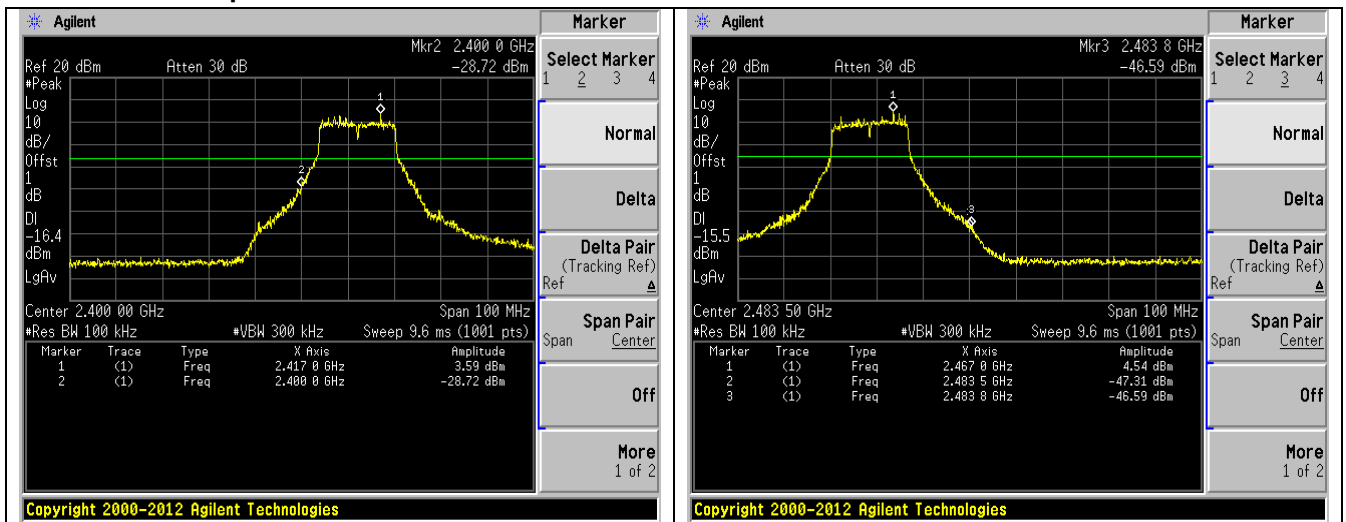 Agilent
Marker
Mkr2 2.400 0 GHz
Ref 20 dBm Atten 30 dB -28.72 dBm
#Peak
Log
10
dB/
Offst
1
dB
DI
-16.4
dBm
LgAv
1
2
Center 2.400 00 GHz Span 100 MHz
#Res BW 100 kHz #VBW 300 kHz Sweep 9.6 ms (1001 pts)
Marker Trace Type X Axis Amplitude
1 (1) Freq 2.417 0 GHz 3.59 dBm
2 (1) Freq 2.400 0 GHz -28.72 dBm
Select Marker
1 2 3 4
Normal
Delta
Delta Pair
(Tracking Ref)
Ref Δ
Span Pair
Span Center
Off
More
1 of 2
Copyright 2000-2012 Agilent Technologies
Agilent
Marker
Mkr3 2.483 8 GHz
Ref 20 dBm Atten 30 dB -46.59 dBm
#Peak
Log
10
dB/
Offst
1
dB
DI
-15.5
dBm
LgAv
1
3
Center 2.483 50 GHz Span 100 MHz
#Res BW 100 kHz #VBW 300 kHz Sweep 9.6 ms (1001 pts)
Marker Trace Type X Axis Amplitude
1 (1) Freq 2.467 0 GHz 4.54 dBm
2 (1) Freq 2.483 5 GHz -47.31 dBm
3 (1) Freq 2.483 8 GHz -46.59 dBm
Select Marker
1 2 3 4
Normal
Delta
Delta Pair
(Tracking Ref)
Ref Δ
Span Pair
Span Center
Off
More
1 of 2
Copyright 2000-2012 Agilent Technologies